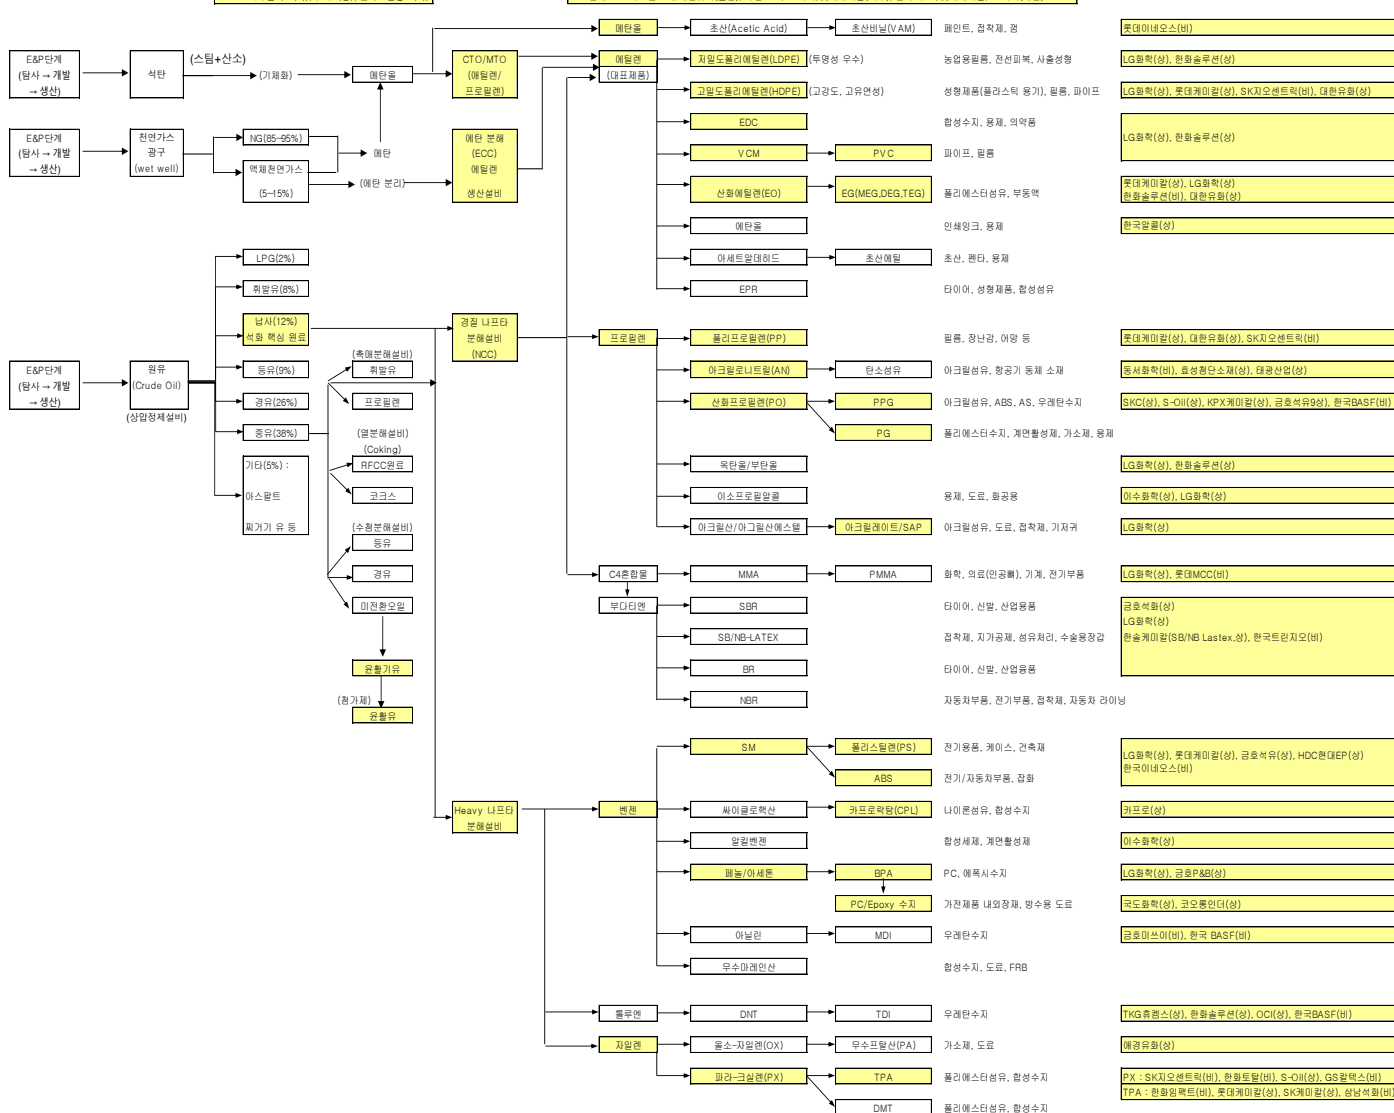 메탄올
초산(Acetic Acid)
초산비닐(VAM)
페인트, 접착제, 껌
롯데이네오스(비)
E&P단계
(탐사 → 개발
→ 생산)
석탄
(스팀+산소)
(기체화)
메탄올
CTO/MTO
(에틸렌/
프로필렌)
에틸렌
(대표제품)
저밀도폴리에틸렌(LDPE)
(투명성 우수)
농업용필름, 전선피복, 사출성형
LG화학(상), 한화솔루션(상)
고밀도폴리에틸렌(HDPE)
(고강도, 고유연성)
성형제품(플라스틱 용기), 필름, 파이프
LG화학(상), 롯데케미칼(상), SK지오센트릭(비), 대한유화(상)
EDC
합성수지, 용제, 의약품
LG화학(상), 한화솔루션(상)
E&P단계
(탐사 → 개발
→ 생산)
천연가스
광구
(wet well)
NG(85~95%)
액체천연가스
(5~15%)
메탄
(에탄 분리)
에탄 분해
(ECC)
에틸렌
생산설비
VCM
PVC
파이프, 필름
산화에틸렌(EO)
EG(MEG,DEG,TEG)
폴리에스터섬유, 부동액
롯데케미칼(상), LG화학(상)
한화솔루션(비), 대한유화(상)
에탄올
인쇄잉크, 용제
한국알콜(상)
아세트알데히드
초산에틸
초산, 펜타, 용제
EPR
타이어, 성형제품, 합성섬유
E&P단계
(탐사 → 개발
→ 생산)
원유
(Crude Oil)
(상압정제설비)
LPG(2%)
휘발유(8%)
납사(12%)
석화 핵심 원료
등유(9%)
경유(26%)
중유(38%)
기타(5%) :
아스팔트
찌거기 유 등
(촉매분해설비)
휘발유
프로필렌
(열분해설비)
(Coking)
RFCC원료
코크스
(수첨분해설비)
등유
경유
미전환오일
윤활기유
(첨가제)
윤활유
경질 나프타
분해설비
(NCC)
프로필렌
폴리프로필렌(PP)
필름, 장난감, 어망 등
롯데케미칼(상), 대한유화(상), SK지오센트릭(비)
아크릴로니트릴(AN)
탄소섬유
아크릴섬유, 항공기 동체 소재
동서화학(비), 효성첨단소재(상), 태광산업(상)
산화프로필렌(PO)
PPG
아크릴섬유, ABS, AS, 우레탄수지
SKC(상), S-Oil(상), KPX케미칼(상), 금호석유9상), 한국BASF(비)
PG
폴리에스터수지, 계면활성제, 가소제, 용제
옥탄올/부탄올
LG화학(상), 한화솔루션(상)
이소프로필알콜
용제, 도료, 화공용
이수화학(상), LG화학(상)
아크릴산/아그릴산에스텔
아크릴레이트/SAP
아크릴섬유, 도료, 접착제, 기저귀
LG화학(상)
C4혼합물
MMA
PMMA
화학, 의료(인공뼈), 기계, 전기부품
LG화학(상), 롯데MCC(비)
부다티엔
SBR
타이어, 신발, 산업용품
금호석화(상)
LG화학(상)
한솔케미칼(SB/NB Lastex,상), 한국트린지오(비)
SB/NB-LATEX
접착제, 지가공제, 섬유처리, 수술용장갑
BR
타이어, 신발, 산업용품
NBR
자동차부품, 전기부품, 접착체, 자동차 라이닝
Heavy 나프타
분해설비
벤젠
SM
폴리스틸렌(PS)
전기용품, 케이스, 건축재
LG화학(상), 롯데케미칼(상), 금호석유(상), HDC현대EP(상)
한국이네오스(비)
ABS
전기/자동차부품, 잡화
싸이클로핵산
카프로락탐(CPL)
나이론섬유, 합성수지
카프로(상)
알킬벤젠
합성세제, 계면활성제
이수화학(상)
페놀/아세톤
BPA
PC, 에폭시수지
LG화학(상), 금호P&B(상)
PC/Epoxy 수지
가전제품 내외장재, 방수용 도료
국도화학(상), 코오롱인더(상)
아닐린
MDI
우레탄수지
금호미쓰이(비), 한국 BASF(비)
무수마레인산
합성수지, 도료, FRB
톨루엔
DNT
TDI
우레탄수지
TKG휴켐스(상), 한화솔루션(상), OCI(상), 한국BASF(비)
자일렌
올소-자일렌(OX)
무수프탈산(PA)
가소제, 도료
애경유화(상)
파라-크실렌(PX)
TPA
폴리에스터섬유, 합성수지
PX : SK지오센트릭(비), 한화토탈(비), S-Oil(상), GS칼텍스(비)
TPA : 한화임팩트(비), 롯데케미칼(상), SK케미칼(상), 삼남석화(비)
DMT
폴리에스터섬유, 합성수지